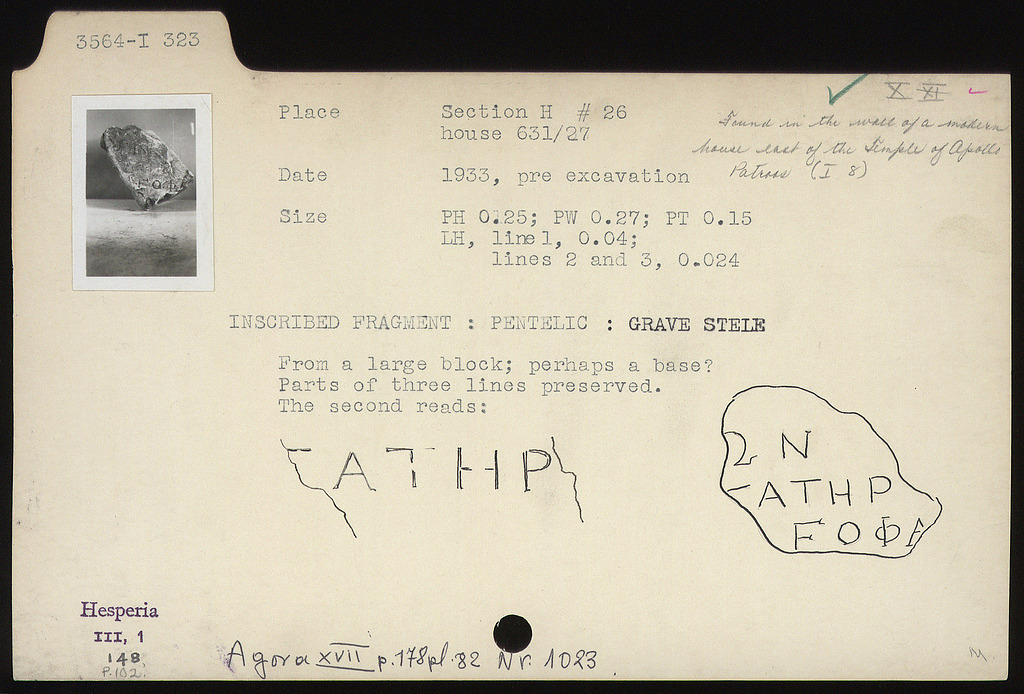 3564-I 323
X XI
Place Section H # 26
house 631/27
Found in the wall of a modern
house east of the Temple of Apollo
Patroos (I 8)
Date 1933, pre excavation
Size PH 0.25; PW 0.27; PT 0.15
LH, line 1, 0.04;
lines 2 and 3, 0.024
INSCRIBED FRAGMENT : PENTELIC : GRAVE STELE
From a large block; perhaps a base?
Parts of three lines preserved.
The second reads:
ΑΤΗΡ
Ω Ν
ΑΤΗΡ
ΟΦ
Hesperia
III, 1
148
P.102.
Agora XVII p.178 pl.82 Nr. 1023
M.